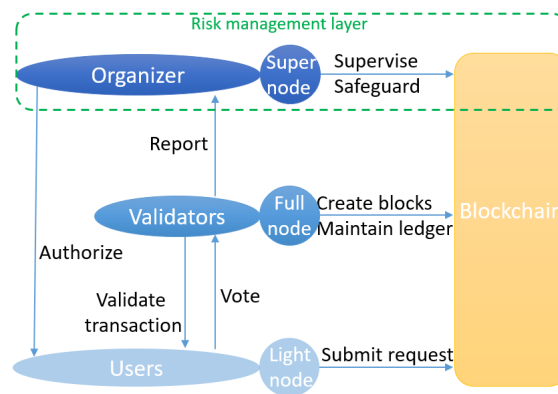 Risk management layer
Organizer
Super
node
Supervise
Safeguard
Report
Validators
Full
node
Create blocks
Maintain ledger
Blockchain
Authorize
Validate
transaction
Vote
Users
Light
node
Submit request